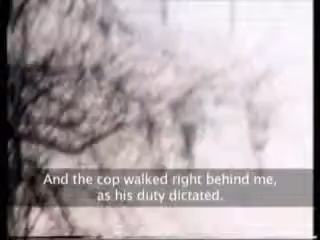 And the cop walked right behind me,
as his duty dictated.